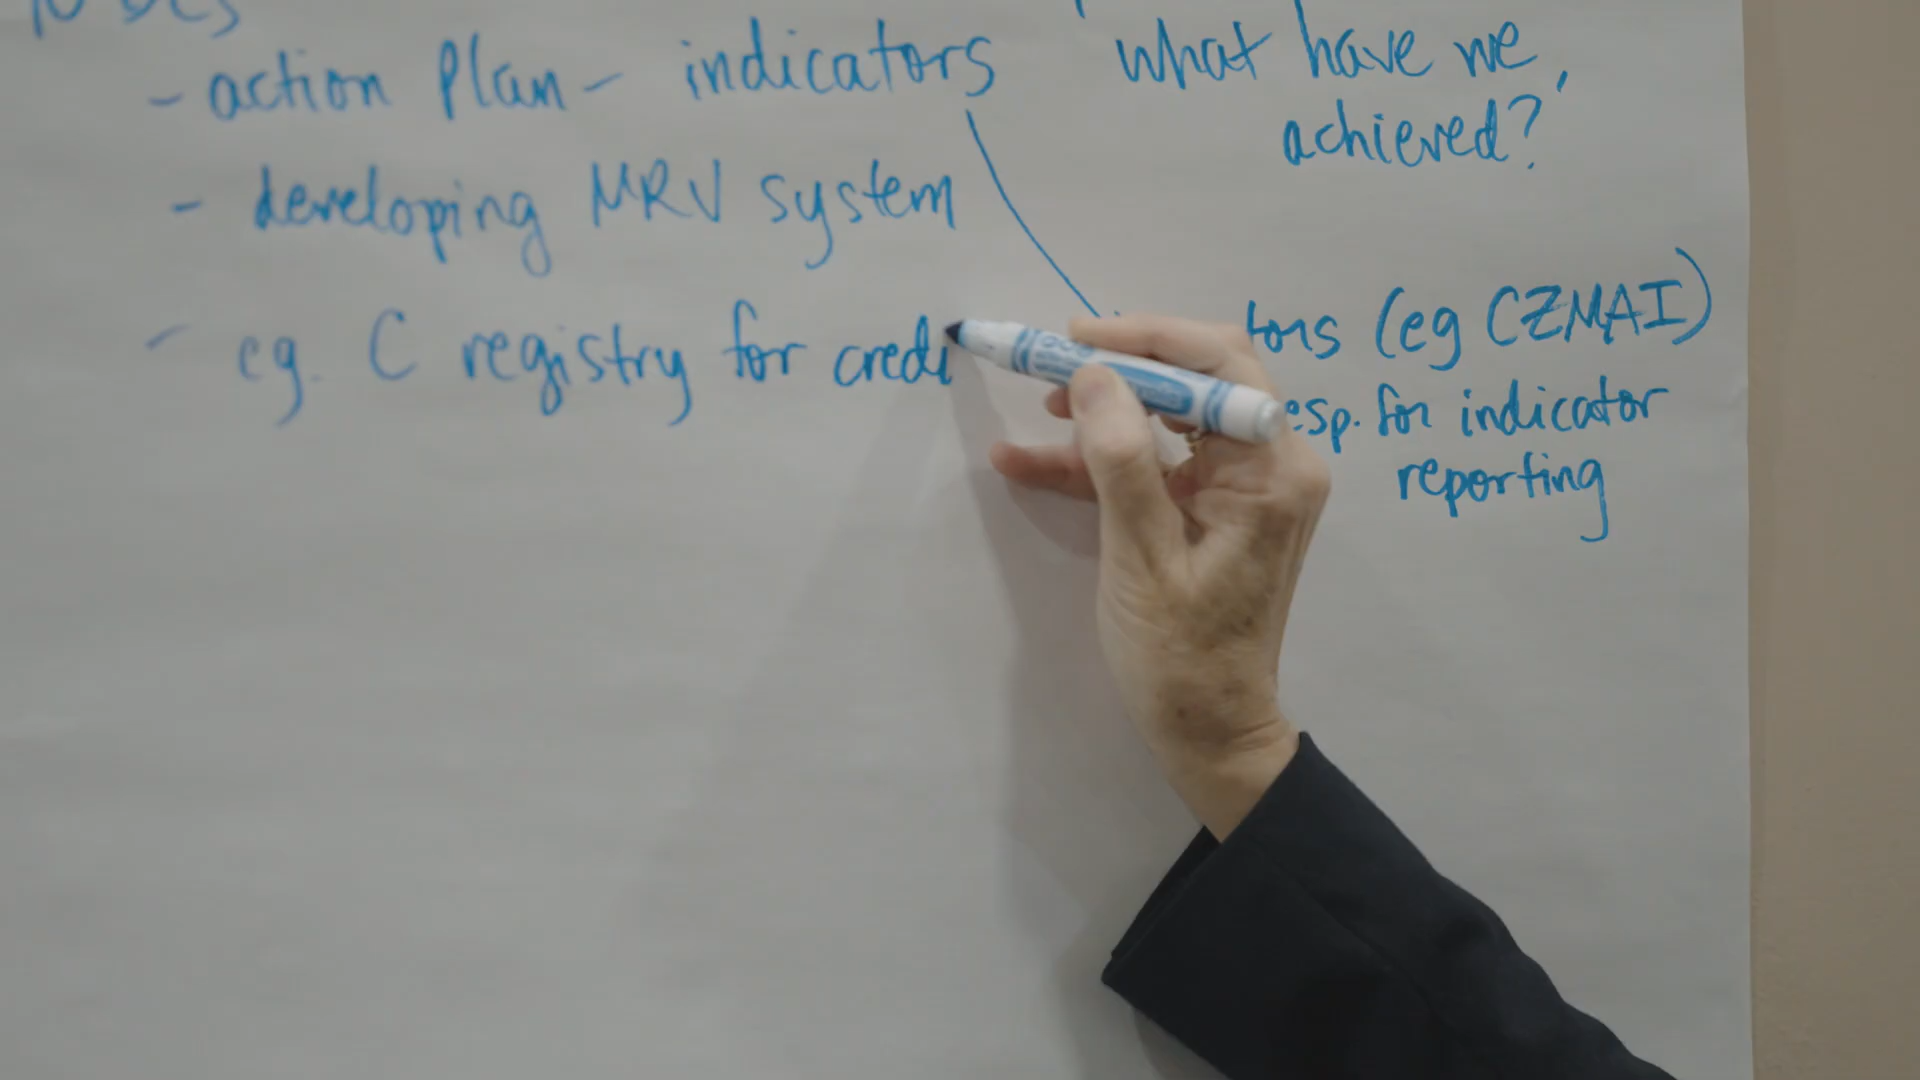 - action plan - indicators
- developing MRV system
- eg. C registry for credi
'what have we
achieved?'
tors (eg CZMAI)
esp. for indicator
reporting